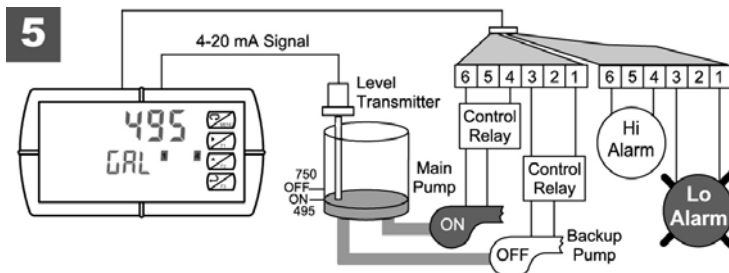 5
4-20 mA Signal
495
GAL
Level
Transmitter
750
OFF
ON
495
Main
Pump
ON
OFF
Backup
Pump
6 5 4 3 2 1
6 5 4 3 2 1
Control
Relay
Control
Relay
Hi
Alarm
Lo
Alarm